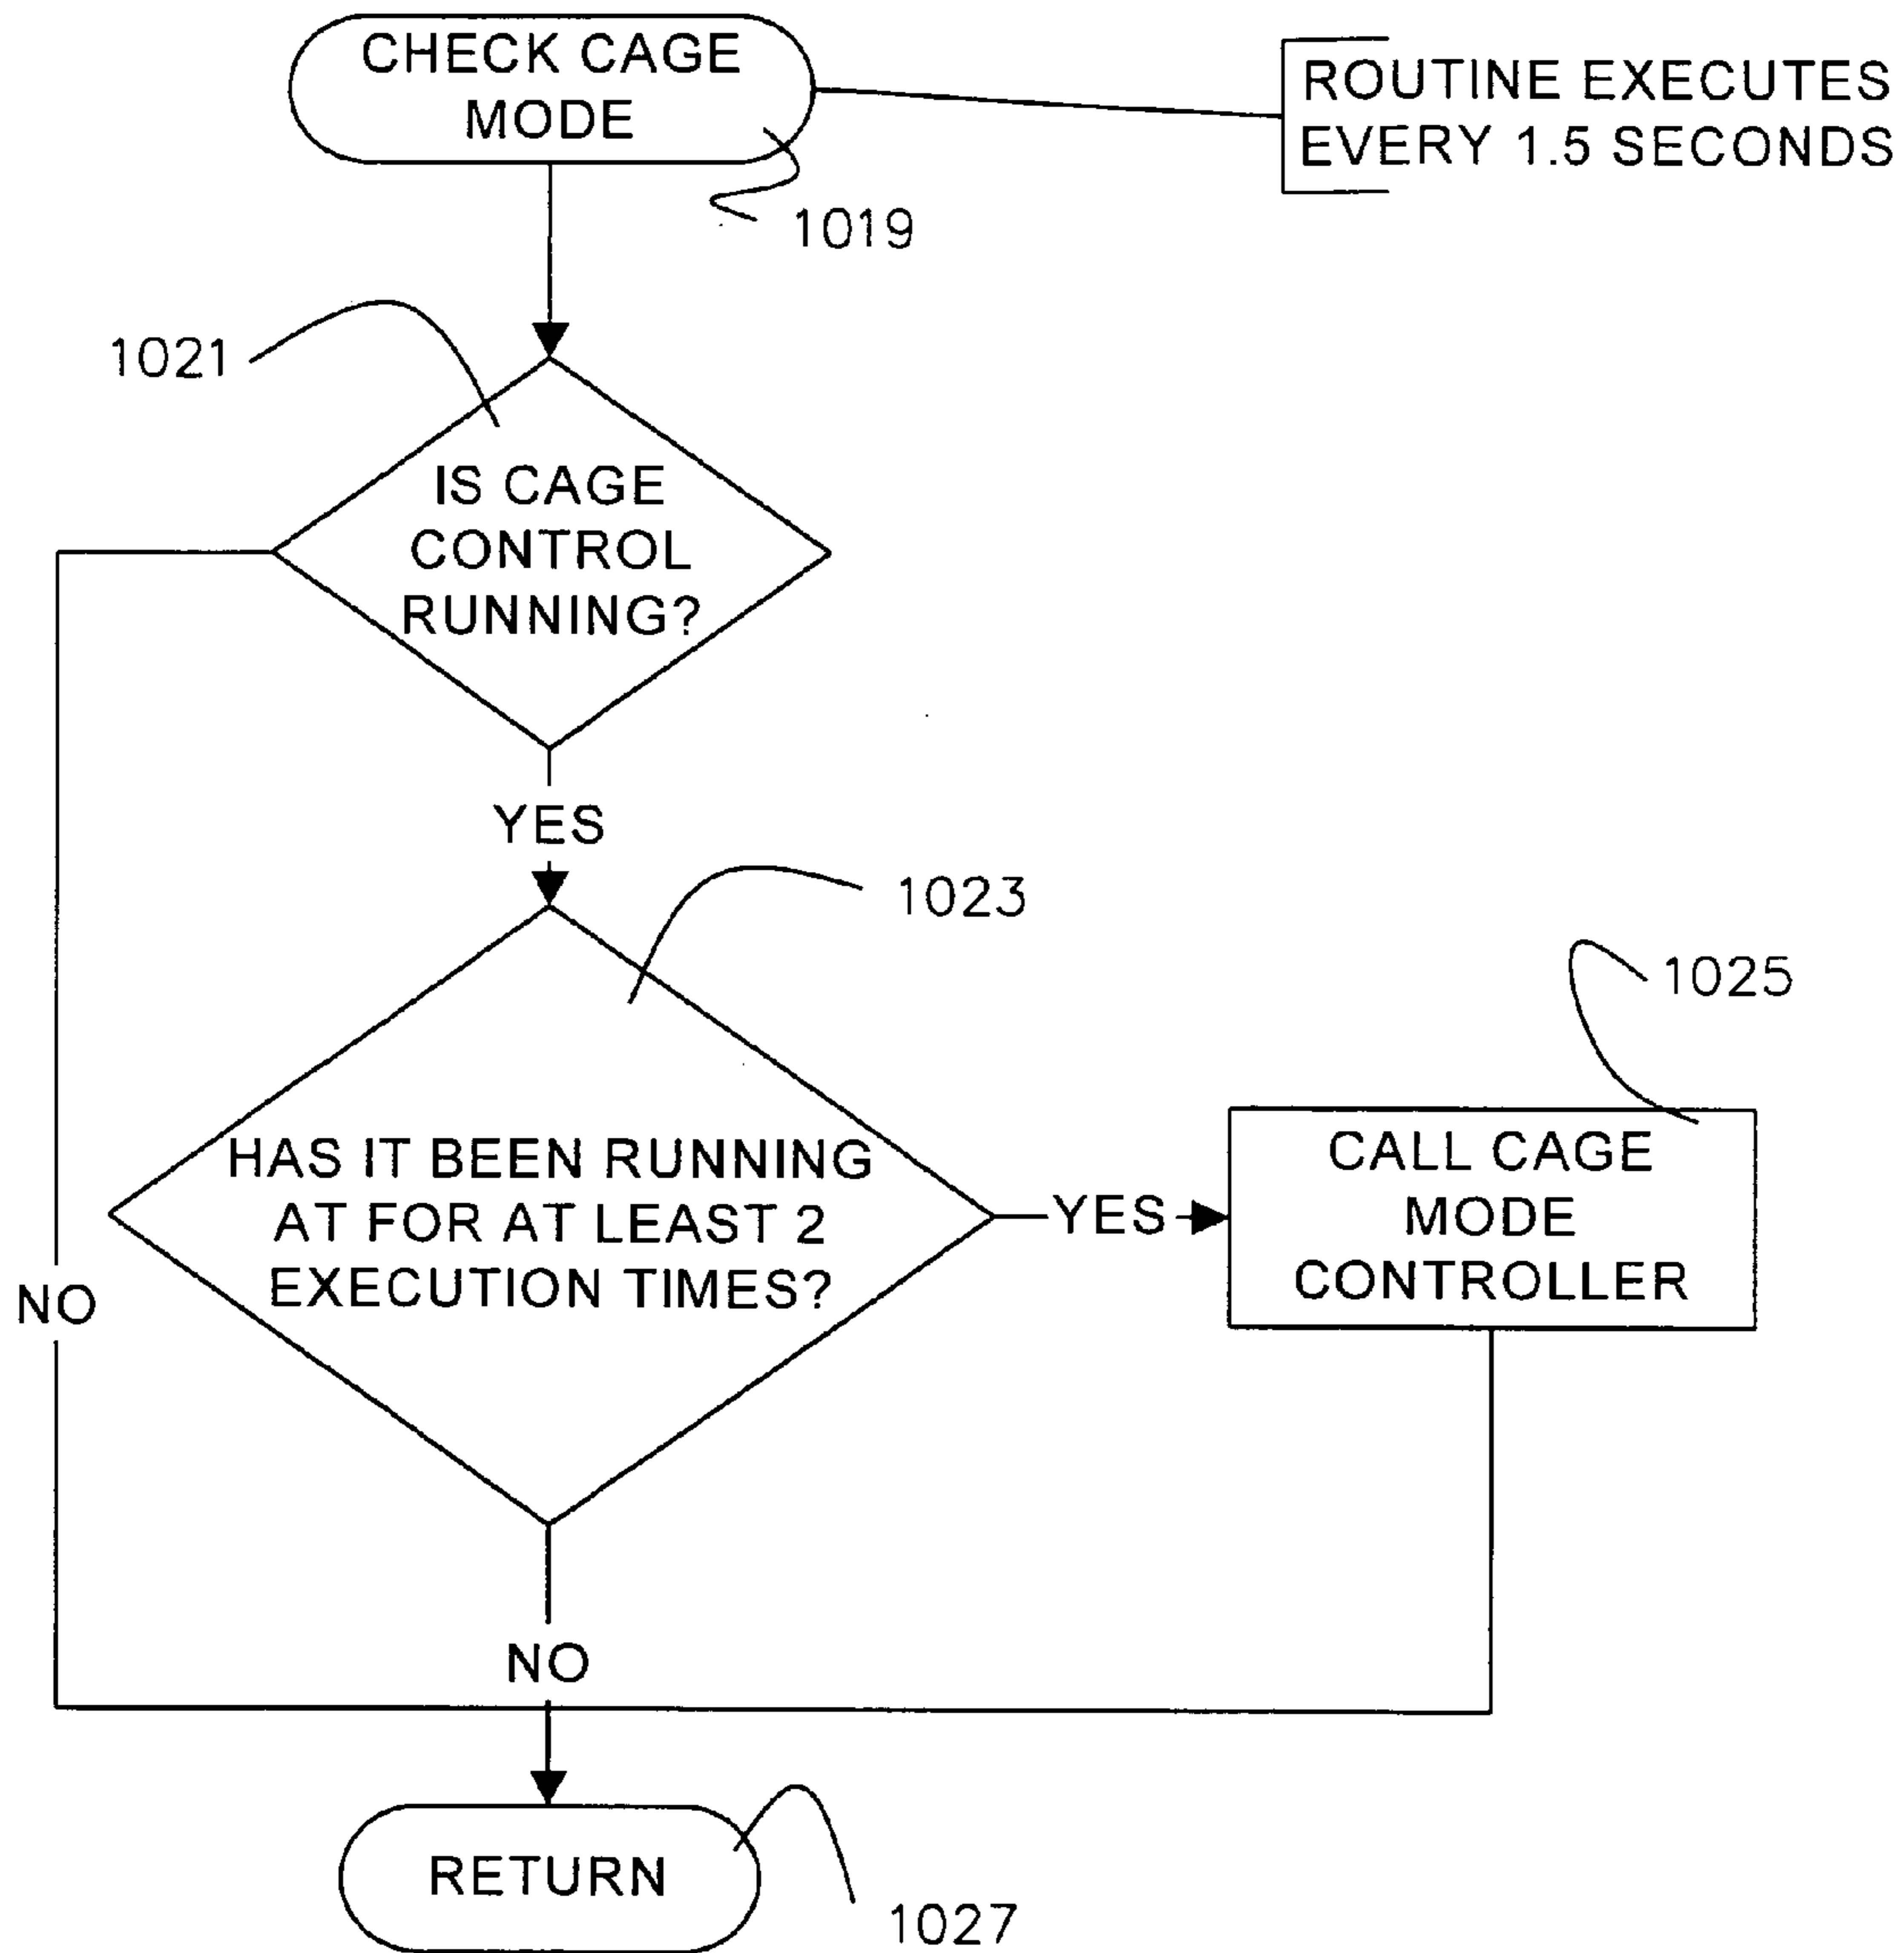 CHECK CAGE
MODE
ROUTINE EXECUTES
EVERY 1.5 SECONDS
1019
1021
IS CAGE
CONTROL
RUNNING?
YES
1023
1025
HAS IT BEEN RUNNING
AT FOR AT LEAST 2
EXECUTION TIMES?
YES
CALL CAGE
MODE
CONTROLLER
NO
NO
RETURN
1027